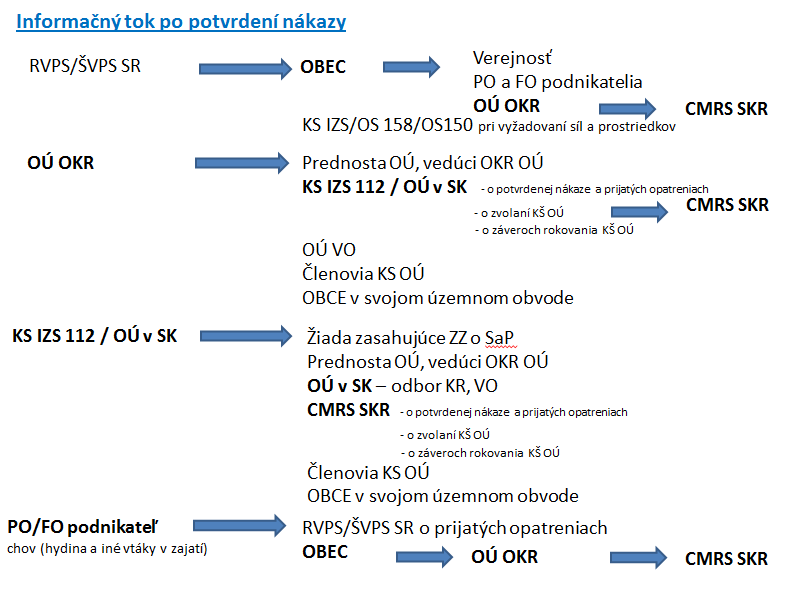 Informačný tok po potvrdení nákazy
RVPS/ŠVPS SR
OBEC
Verejnosť
PO a FO podnikatelia
OÚ OKR
CMRS SKR
KS IZS/OS 158/OS150 pri vyžadovaní síl a prostriedkov
OÚ OKR
Prednosta OÚ, vedúci OKR OÚ
KS IZS 112 / OÚ v SK - o potvrdenej nákaze a prijatých opatreniach
- o zvolaní KŠ OÚ
CMRS SKR
- o záveroch rokovania KŠ OÚ
OÚ VO
Členovia KS OÚ
OBCE v svojom územnom obvode
KS IZS 112 / OÚ v SK
Žiada zasahujúce ZZ o SaP
Prednosta OÚ, vedúci OKR OÚ
OÚ v SK – odbor KR, VO
CMRS SKR - o potvrdenej nákaze a prijatých opatreniach
- o zvolaní KŠ OÚ
- o záveroch rokovania KŠ OÚ
Členovia KS OÚ
OBCE v svojom územnom obvode
PO/FO podnikateľ
chov (hydina a iné vtáky v zajatí)
RVPS/ŠVPS SR o prijatých opatreniach
OBEC
OÚ OKR
CMRS SKR